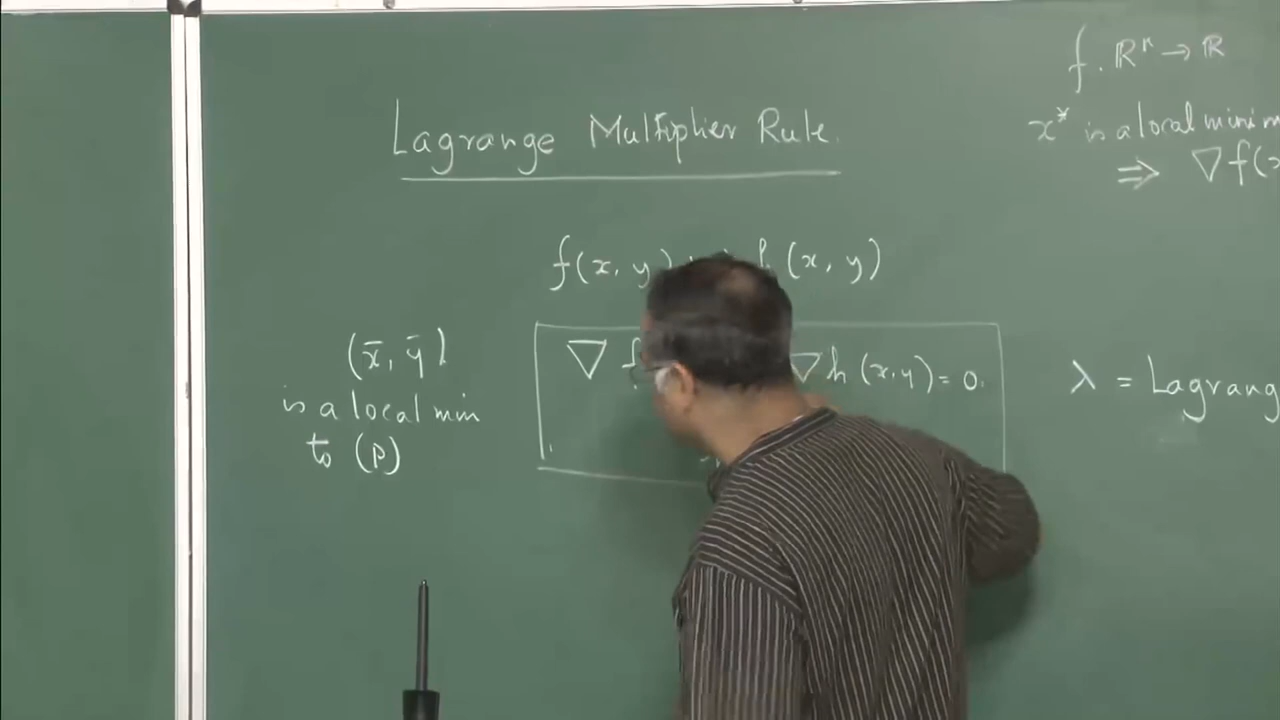 f. ℝⁿ → ℝ
x* is a local minim
⇒ ∇f(x
Lagrange Multiplier Rule.
f(x, y) h(x, y)
(x̄, ȳ)
is a local min
to (P)
∇f ∇h(x,y) = 0.
λ = Lagrang